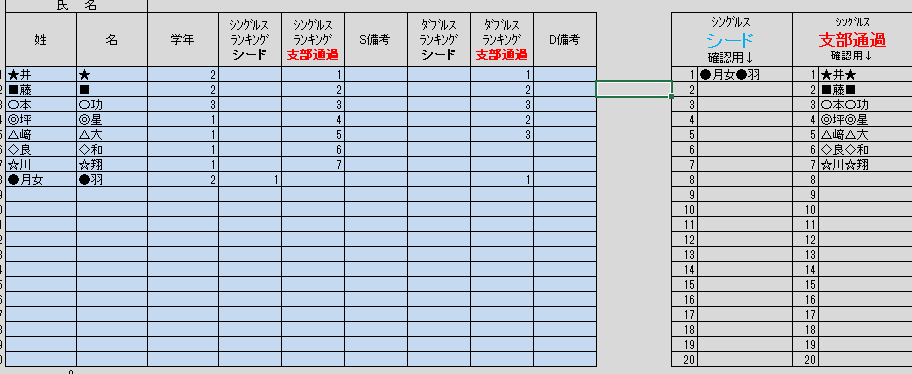 氏 名
姓 名 学年 シングルス ランキング シード シングルス ランキング 支部通過 S備考 ダブルス ランキング シード ダブルス ランキング 支部通過 D備考 シングルス シード 確認用↓ シングルス 支部通過 確認用↓
★井 ★ 2 1 1 1 ●月女●羽 1 ★井★
■藤 ■ 2 2 2 2 2 ■藤■
〇本 〇功 3 3 3 3 3 〇本〇功
◎坪 ◎星 1 4 2 4 4 ◎坪◎星
△﨑 △大 1 5 3 5 5 △﨑△大
◇良 ◇和 1 6 6 6 ◇良◇和
☆川 ☆翔 1 7 7 7 ☆川☆翔
●月女 ●羽 2 1 1 8 8
9 9
10 10
11 11
12 12
13 13
14 14
15 15
16 16
17 17
18 18
19 19
20 20